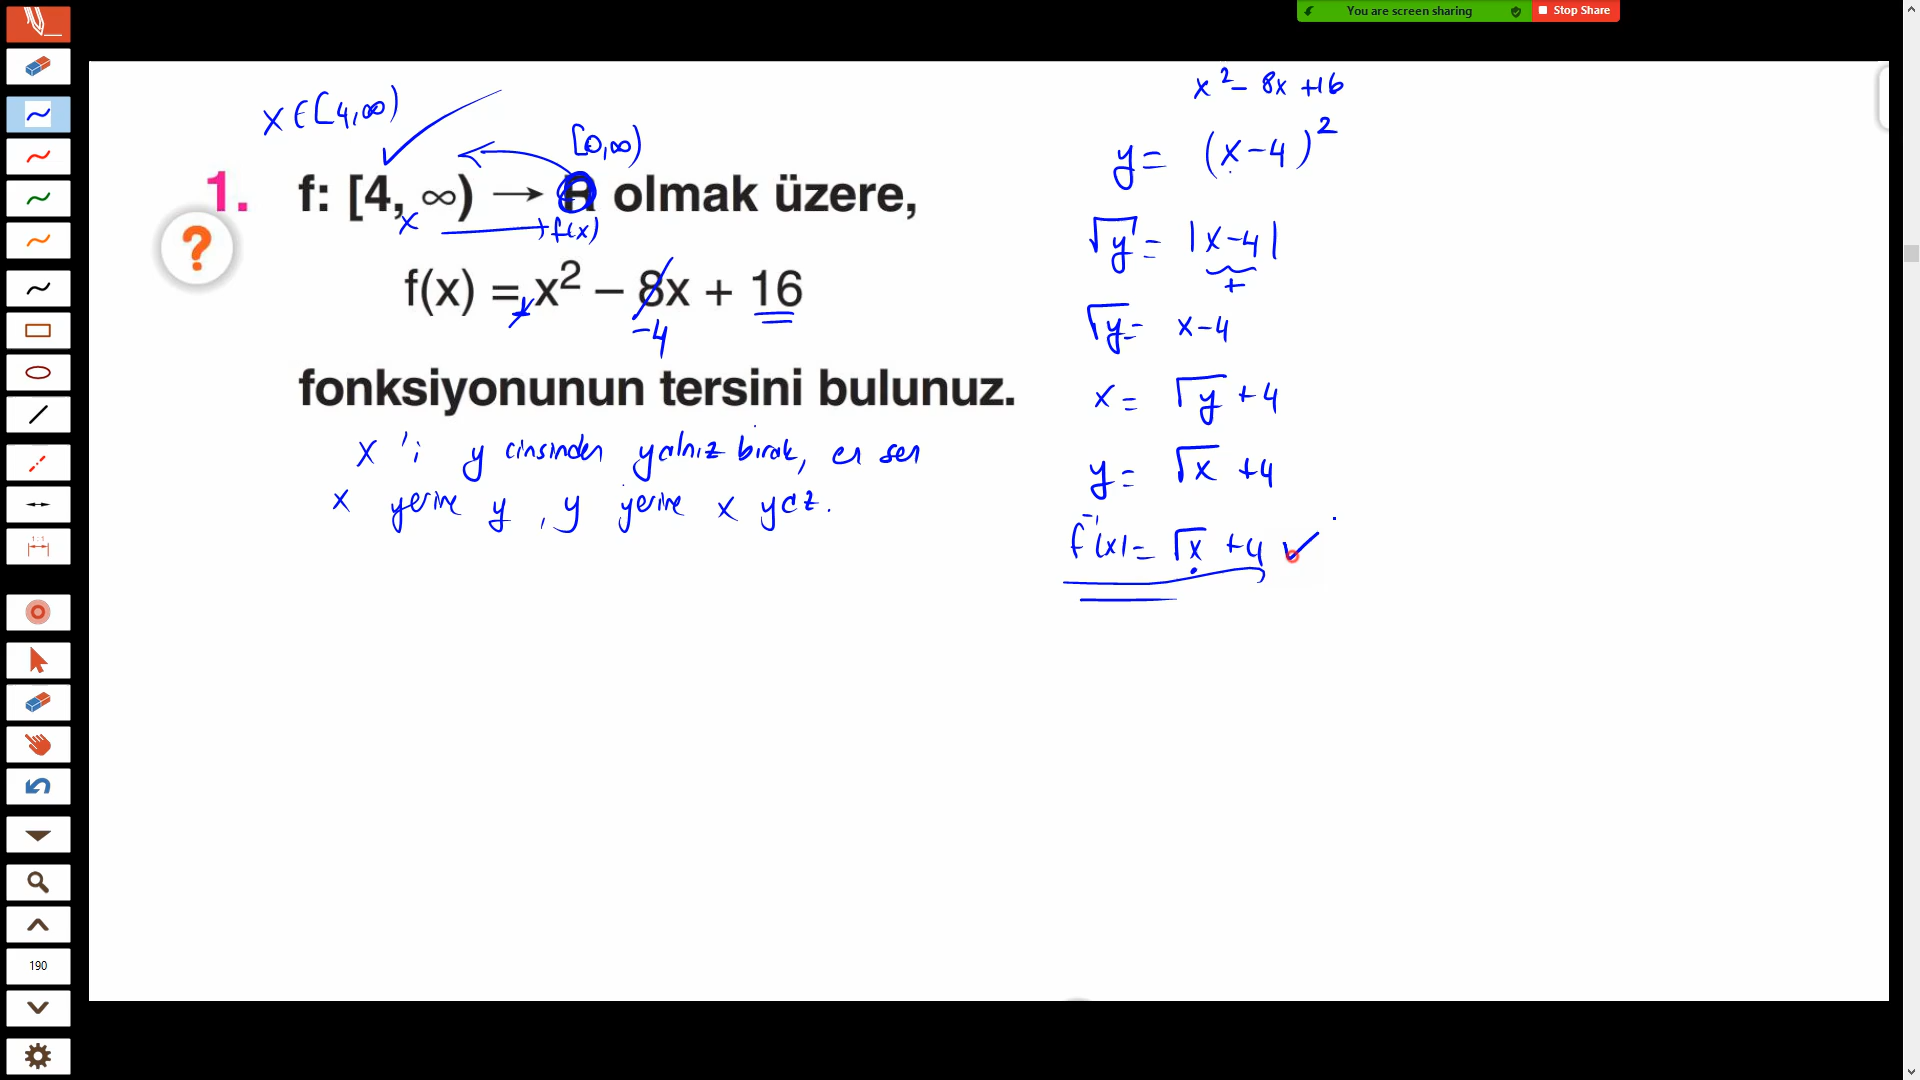 You are screen sharing
Stop Share
x ∈ [4, ∞)
[0, ∞)
1. f: [4, ∞) → R olmak üzere,
x f(x)
f(x) = x² − 8x + 16
-4
fonksiyonunun tersini bulunuz.
x 'i y cinsinden yalnız bırak, en son
x yerine y, y yerine x yaz.
x² - 8x + 16
y = (x-4)²
√y = |x-4|
+
√y = x-4
x = √y + 4
y = √x + 4
f⁻¹(x) = √x + 4
1:1
190